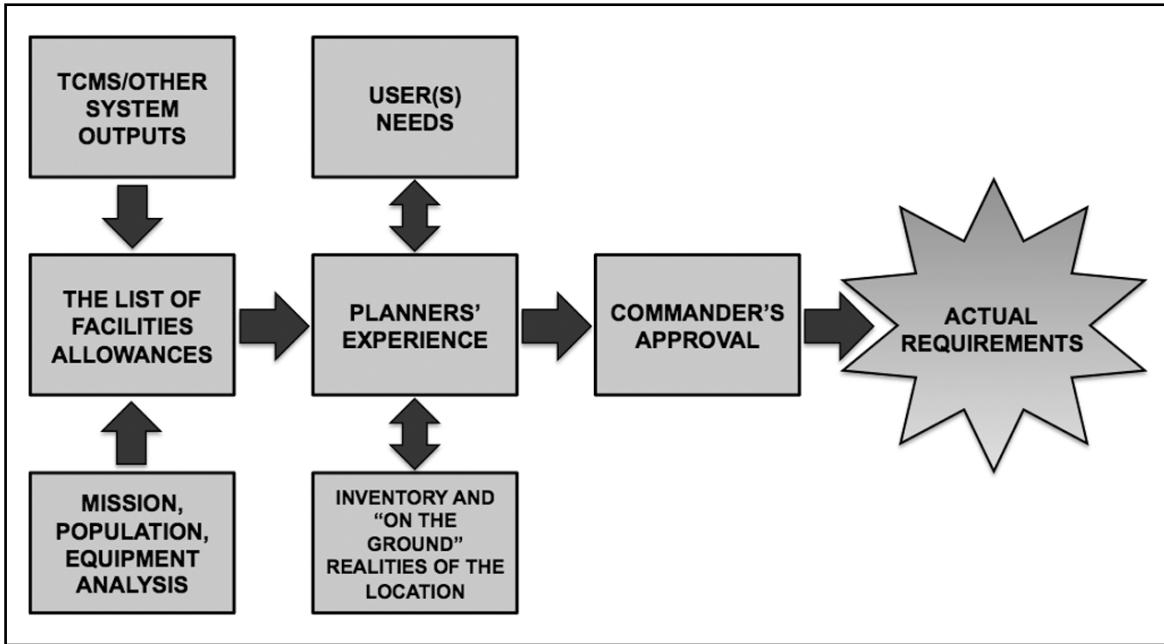 TCMS/OTHER
SYSTEM
OUTPUTS
USER(S)
NEEDS
THE LIST OF
FACILITIES
ALLOWANCES
PLANNERS’
EXPERIENCE
COMMANDER’S
APPROVAL
ACTUAL
REQUIREMENTS
MISSION,
POPULATION,
EQUIPMENT
ANALYSIS
INVENTORY AND
“ON THE
GROUND”
REALITIES OF THE
LOCATION